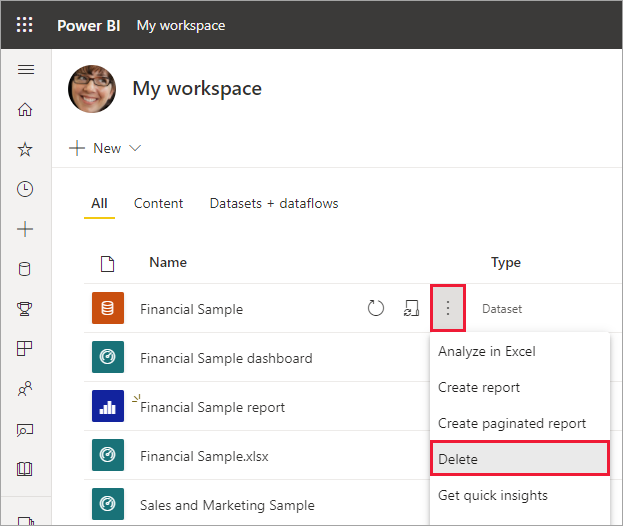 Power BI My workspace
My workspace
New
All Content Datasets + dataflows
Name Type
Financial Sample Dataset
Financial Sample dashboard
Financial Sample report
Financial Sample.xlsx
Sales and Marketing Sample
Analyze in Excel
Create report
Create paginated report
Delete
Get quick insights